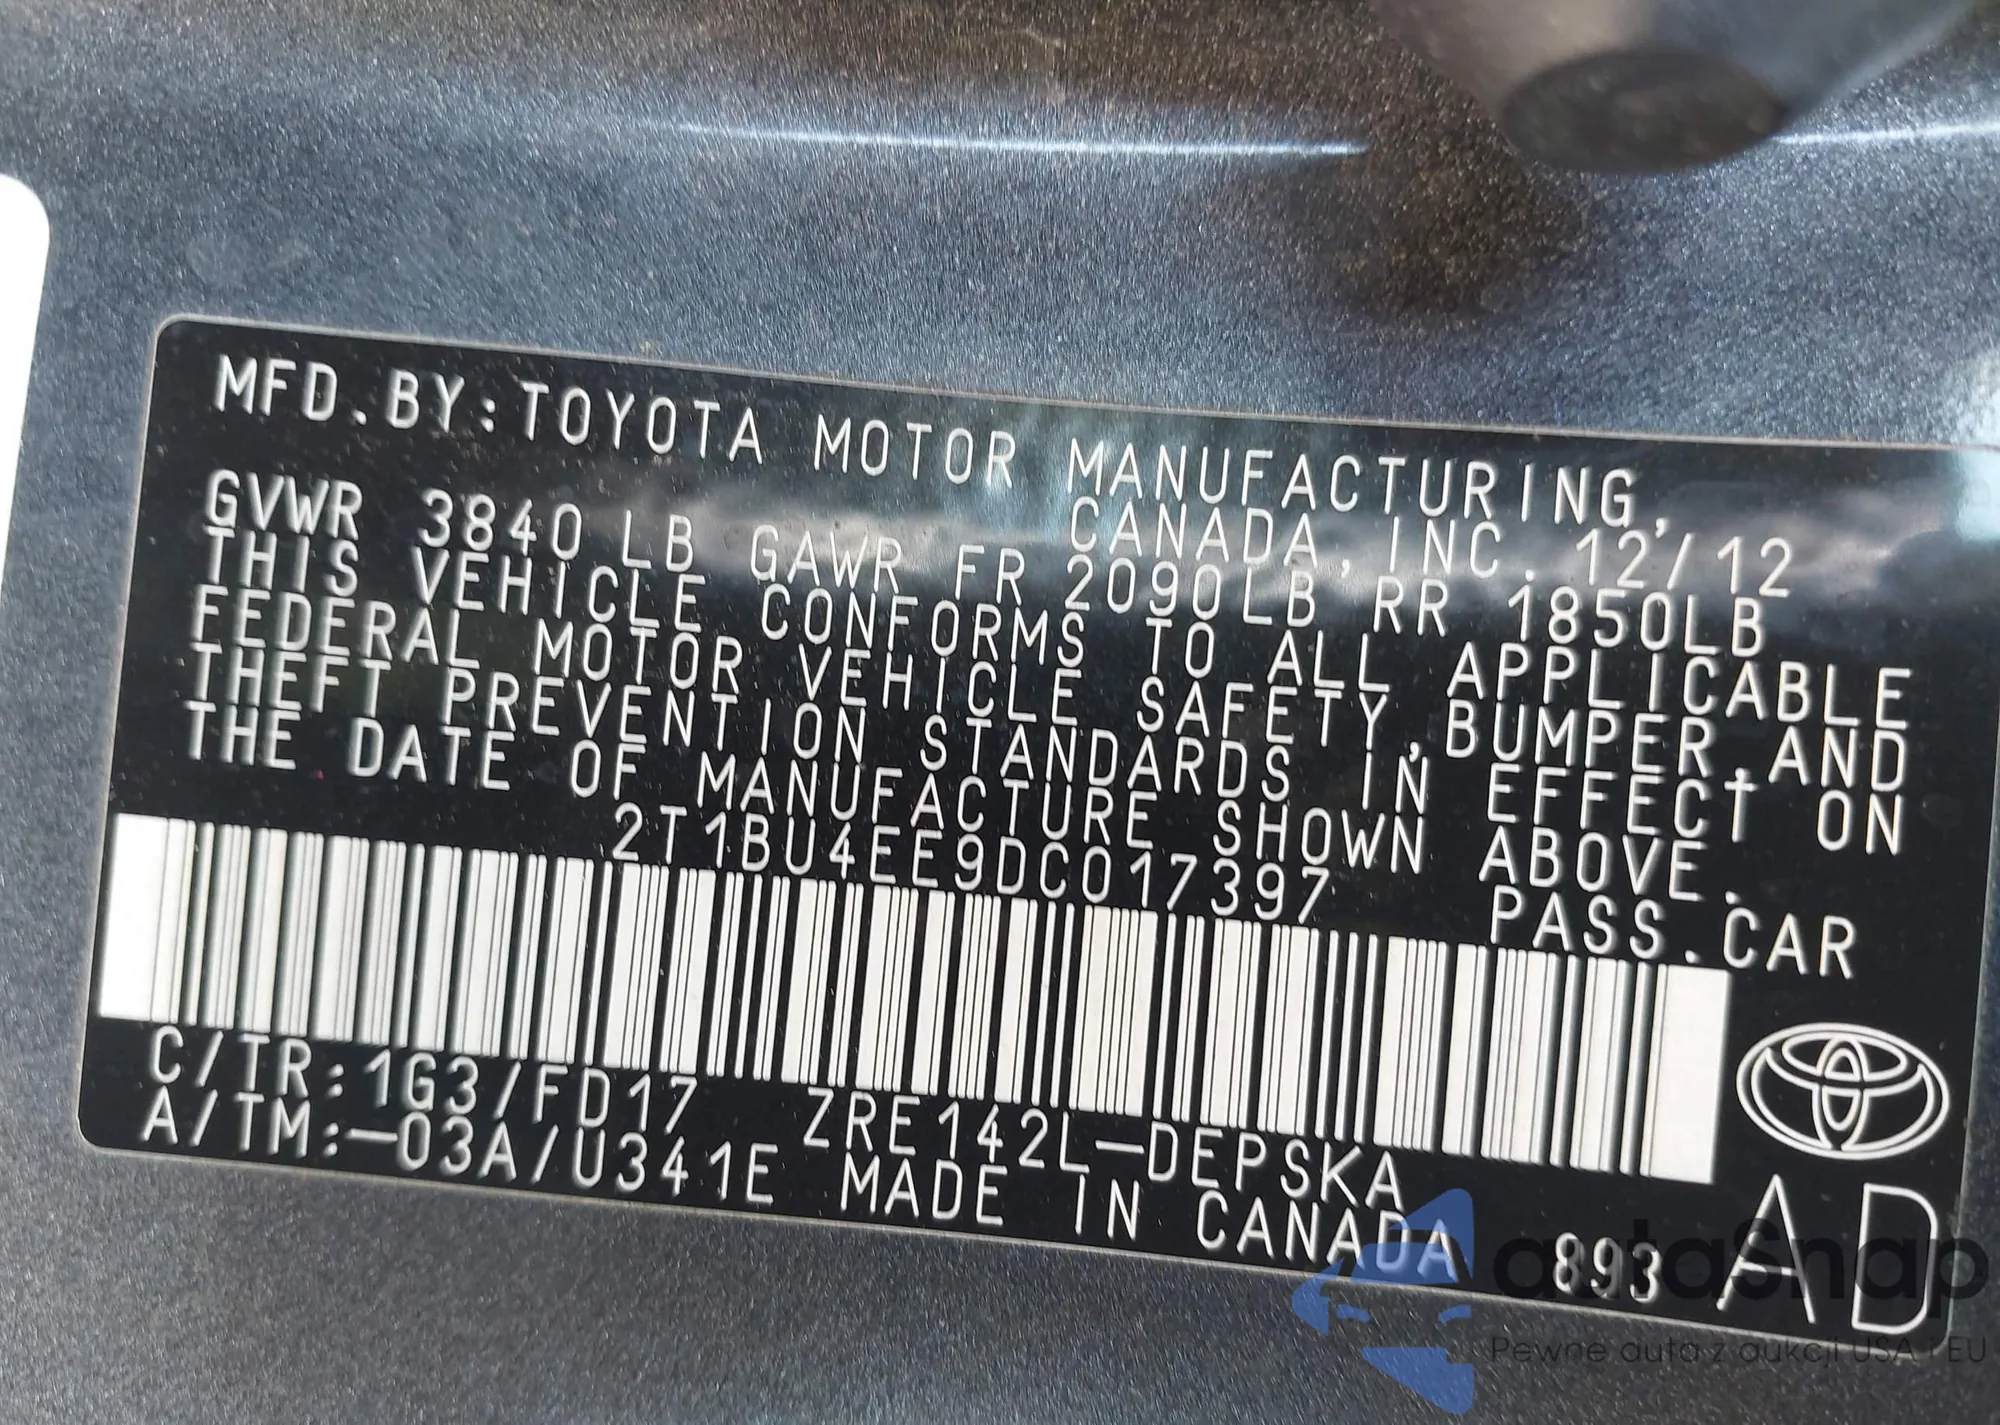 MFD.BY:TOYOTA MOTOR MANUFACTURING,
CANADA,INC. 12/12
GVWR 3840 LB GAWR FR 2090LB RR 1850LB
THIS VEHICLE CONFORMS TO ALL APPLICABLE
FEDERAL MOTOR VEHICLE SAFETY,BUMPER,AND
THEFT PREVENTION STANDARDS IN EFFECT ON
THE DATE OF MANUFACTURE SHOWN ABOVE.
2T1BU4EE9DC017397 PASS.CAR
C/TR:1G3/FD17 ZRE142L-DEPSKA
A/TM:-03A/U341E MADE IN CANADA 893 AD
autaSnap
Pewne auta z aukcji USA i EU